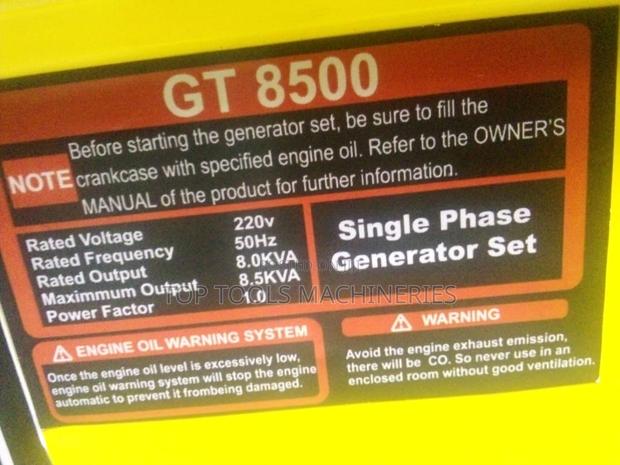 GT 8500
NOTE
Before starting the generator set, be sure to fill the
crankcase with specified engine oil. Refer to the OWNER'S
MANUAL of the product for further information.
Rated Voltage 220v
Rated Frequency 50Hz
Rated Output 8.0KVA
Maximmum Output 8.5KVA
Power Factor 1.0
Single Phase
Generator Set
TOP TOOLS MACHINERIES
ENGINE OIL WARNING SYSTEM
Once the engine oil level is excessively low,
engine oil warning system will stop the engine
automatic to prevent it frombeing damaged.
WARNING
Avoid the engine exhaust emission,
there will be CO. So never use in an
enclosed room without good ventilation.